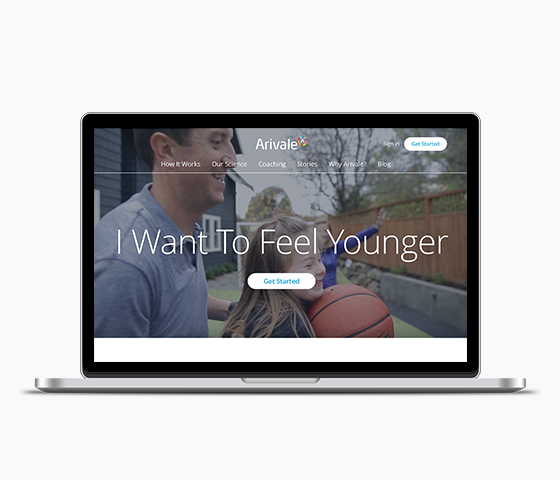 Arivale
Sign in
Get Started
How It Works Our Science Coaching Stories Why Arivale? Blog
I Want To Feel Younger
Get Started